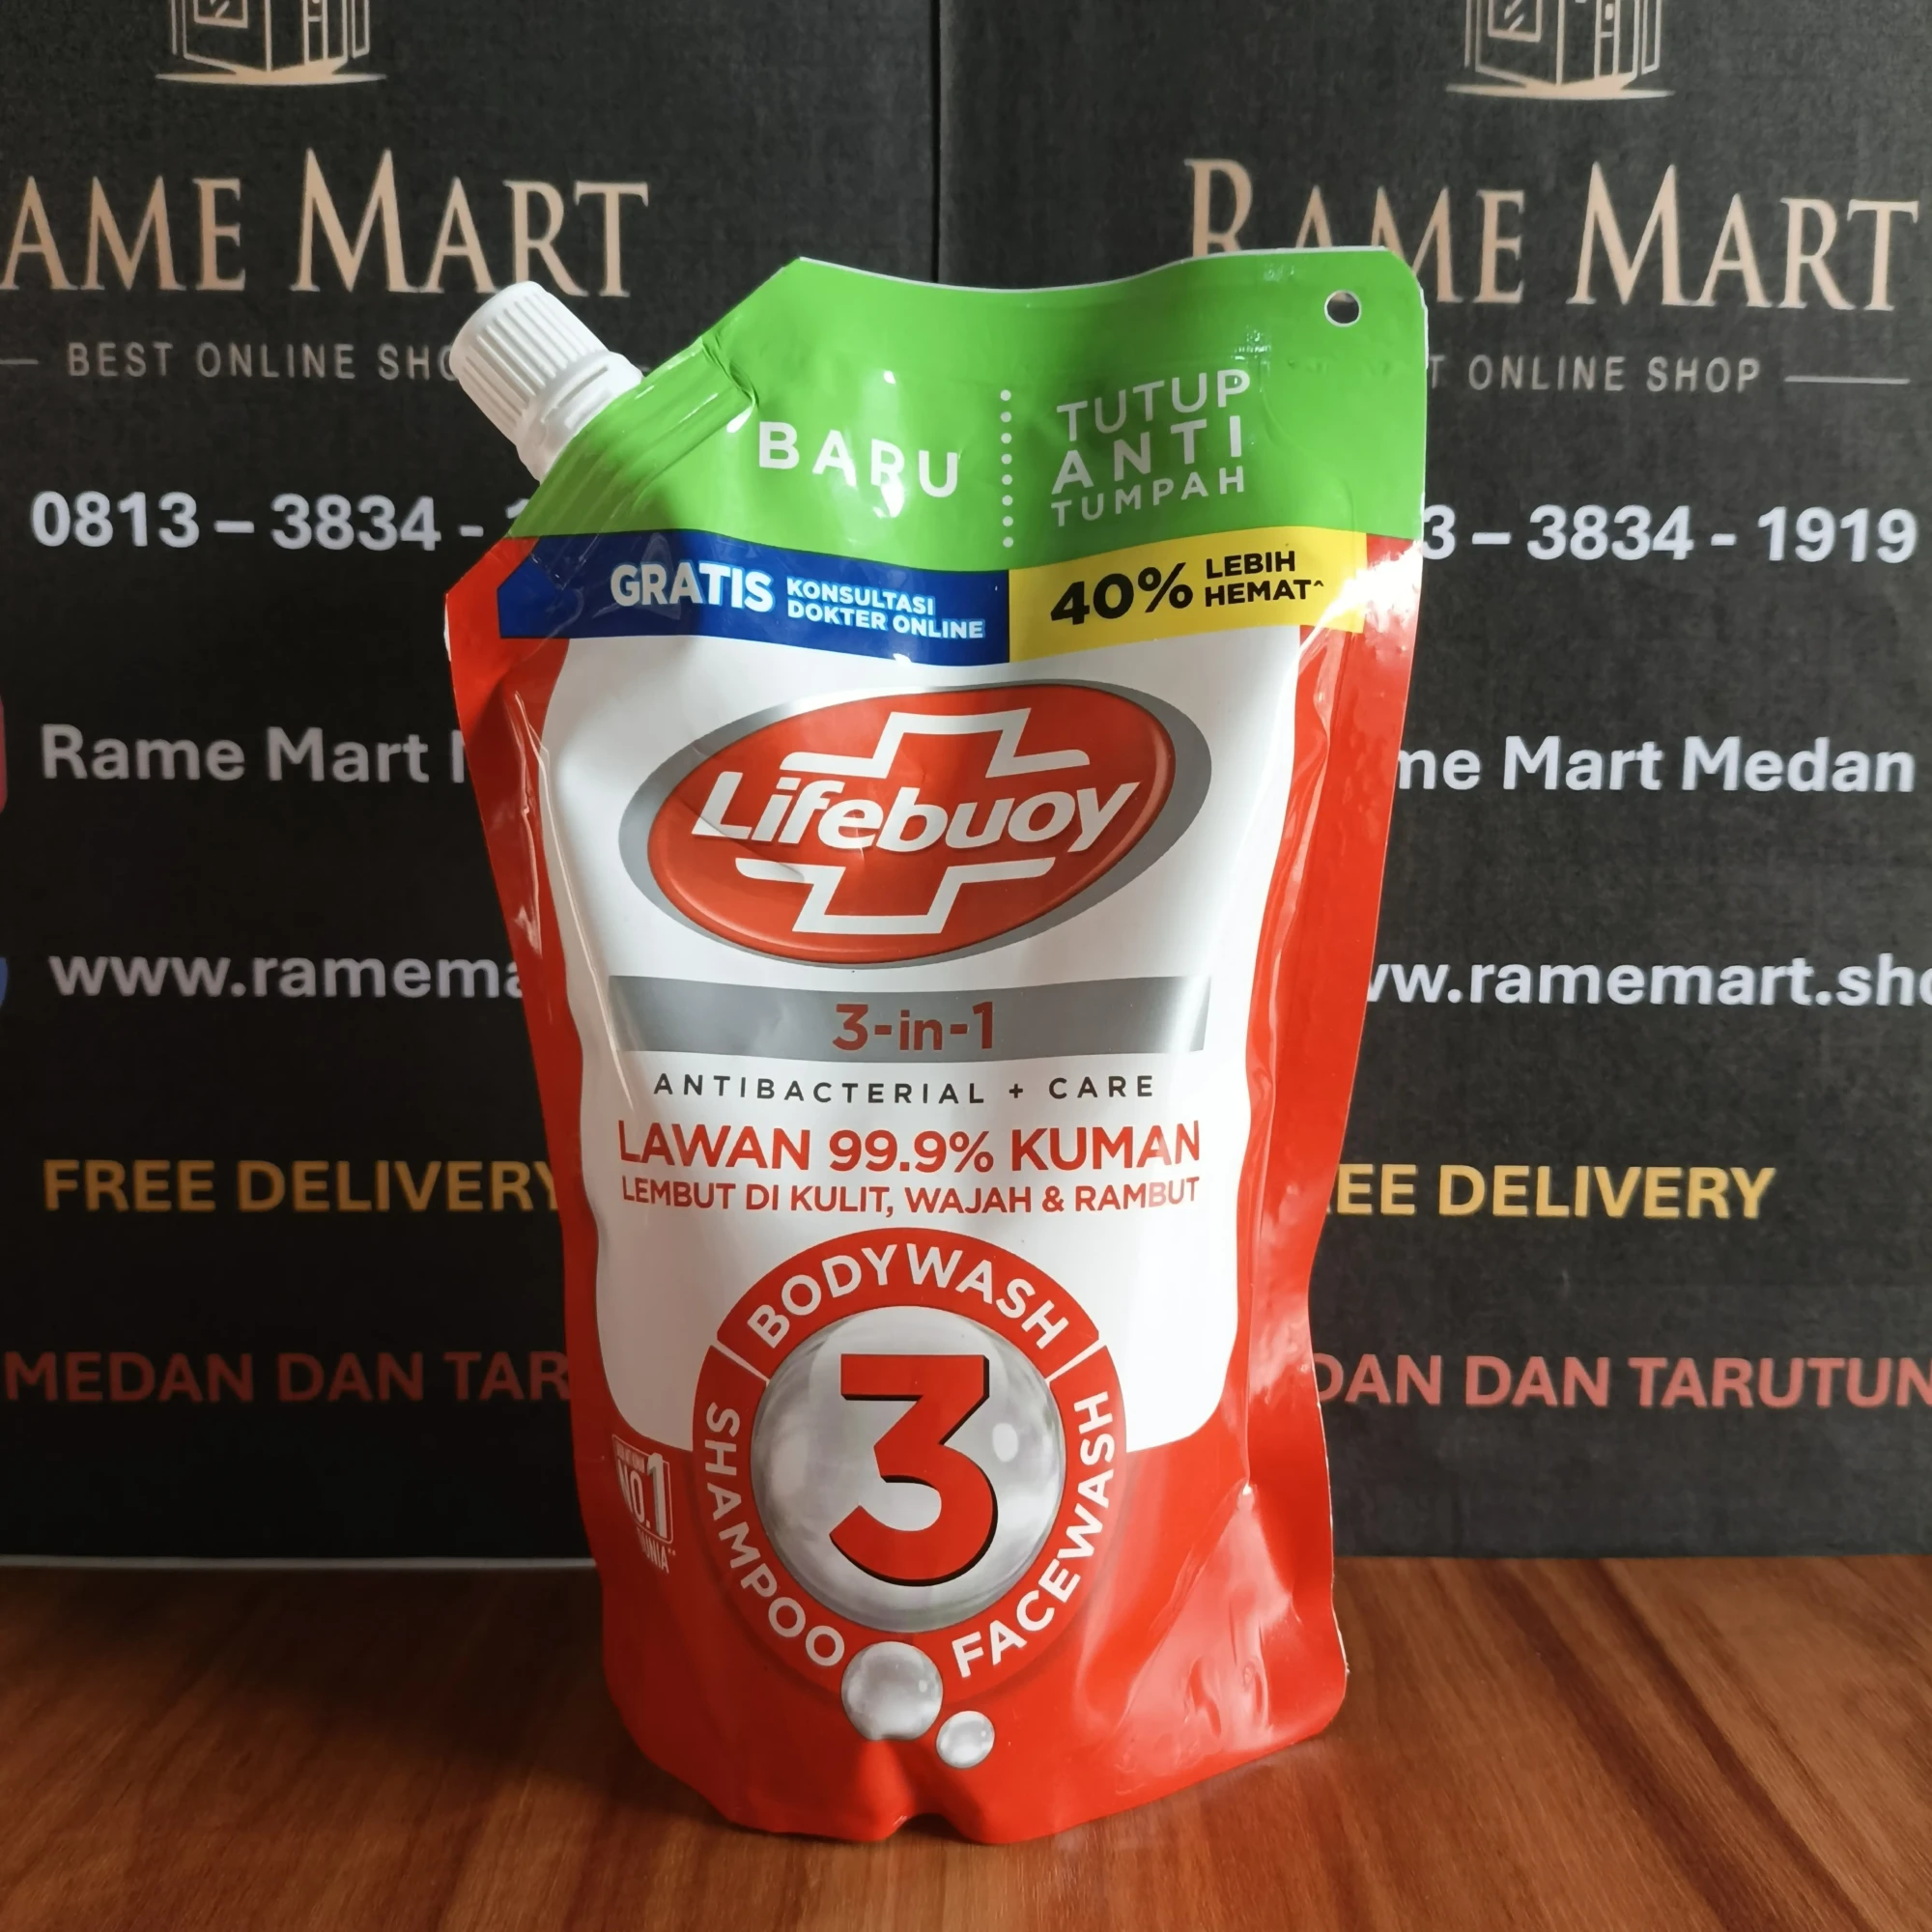 AME MART
RAME MART
BEST ONLINE SHO
T ONLINE SHOP
0813 – 3834 -
3 – 3834 - 1919
Rame Mart
me Mart Medan
www.ramema
ww.ramemart.sho
FREE DELIVERY
EE DELIVERY
MEDAN DAN TAR
DAN DAN TARUTUN
BARU
TUTUP
ANTI
TUMPAH
GRATIS KONSULTASI
DOKTER ONLINE
40% LEBIH
HEMAT^
Lifebuoy
3-in-1
ANTIBACTERIAL + CARE
LAWAN 99.9% KUMAN
LEMBUT DI KULIT, WAJAH & RAMBUT
BODYWASH
SHAMPOO
FACEWASH
3
NO.1